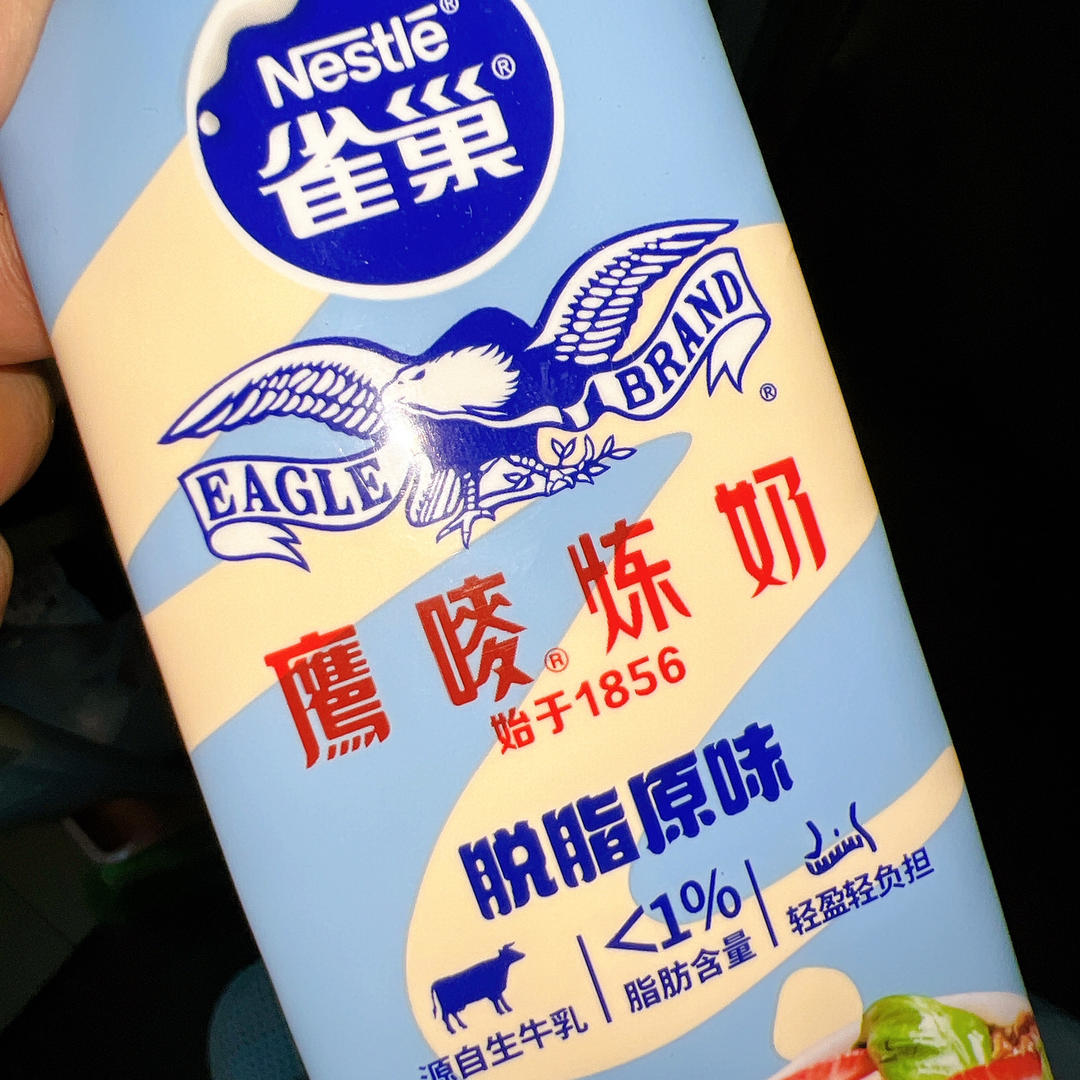 Nestlé®
雀巢®
EAGLE BRAND®
鹰唛®炼奶
始于1856
脱脂原味
<1%
源自生牛乳
脂肪含量
轻盈轻负担